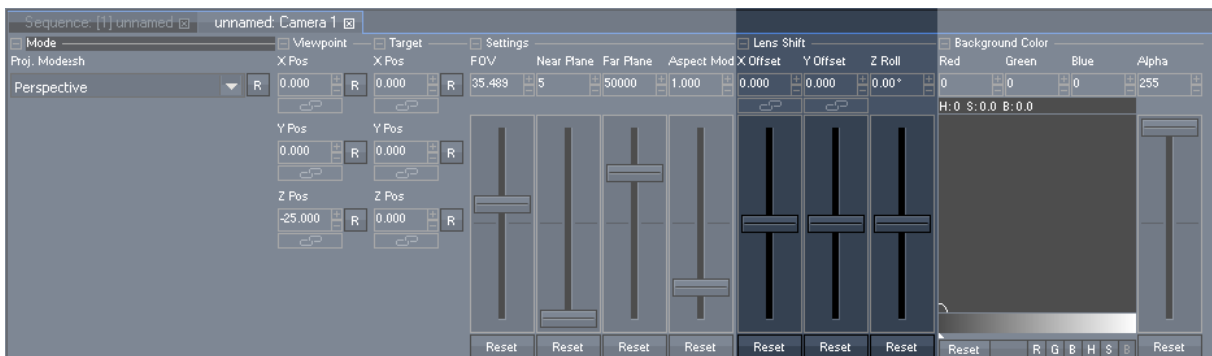 Sequence: [1] unnamed unnamed: Camera 1
Mode Viewpoint Target Settings Lens Shift Background Color
Proj. Modesh X Pos X Pos FOV Near Plane Far Plane Aspect Mod X Offset Y Offset Z Roll Red Green Blue Alpha
Perspective R 0.000 R 0.000 R 35.489 5 50000 1.000 0.000 0.000 0.00° 0 0 0 255
H:0 S:0.0 B:0.0
Y Pos Y Pos
0.000 R 0.000 R
Z Pos Z Pos
-25.000 R 0.000 R
Reset Reset Reset Reset Reset Reset Reset Reset R G B H S B Reset